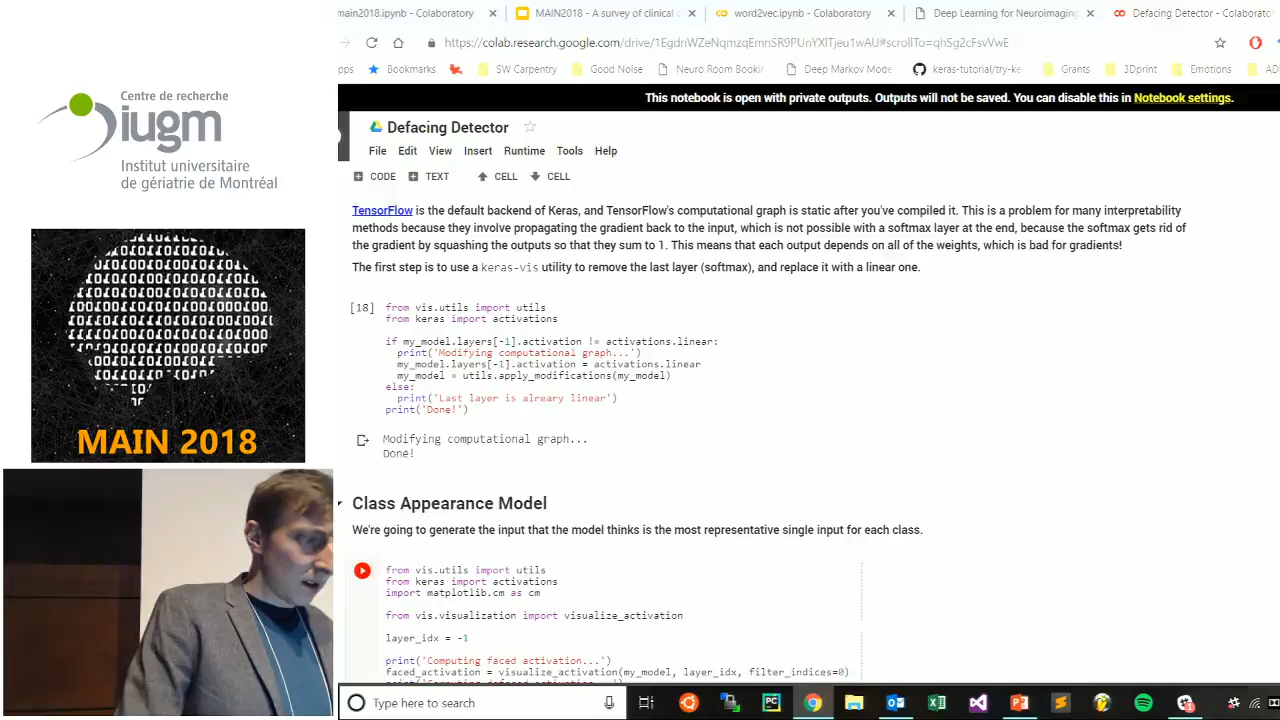 Centre de recherche
iugm
Institut universitaire
de gériatrie de Montréal
MAIN 2018
main2018.ipynb - Colaboratory
MAIN2018 - A survey of clinical
word2vec.ipynb - Colaboratory
Deep Learning for Neuroimaging
Defacing Detector - Colaborato
https://colab.research.google.com/drive/1EgdnWZeNqmzqEmnSR9PUnYXlTjeu1wAU#scrollTo=qhSg2cFsvVwE
pps
Bookmarks
SW Carpentry
Good Noise
Neuro Room Bookin
Deep Markov Mode
keras-tutorial/try-ke
Grants
3Dprint
Emotions
AD
This notebook is open with private outputs. Outputs will not be saved. You can disable this in Notebook settings.
Defacing Detector
File Edit View Insert Runtime Tools Help
CODE TEXT CELL CELL
TensorFlow is the default backend of Keras, and TensorFlow's computational graph is static after you've compiled it. This is a problem for many interpretability
methods because they involve propagating the gradient back to the input, which is not possible with a softmax layer at the end, because the softmax gets rid of
the gradient by squashing the outputs so that they sum to 1. This means that each output depends on all of the weights, which is bad for gradients!
The first step is to use a keras-vis utility to remove the last layer (softmax), and replace it with a linear one.
[18] from vis.utils import utils
from keras import activations
if my_model.layers[-1].activation != activations.linear:
print('Modifying computational graph...')
my_model.layers[-1].activation = activations.linear
my_model = utils.apply_modifications(my_model)
else:
print('Last layer is alreary linear')
print('Done!')
Modifying computational graph...
Done!
Class Appearance Model
We're going to generate the input that the model thinks is the most representative single input for each class.
from vis.utils import utils
from keras import activations
import matplotlib.cm as cm
from vis.visualization import visualize_activation
layer_idx = -1
print('Computing faced activation...')
faced_activation = visualize_activation(my_model, layer_idx, filter_indices=0)
Type here to search